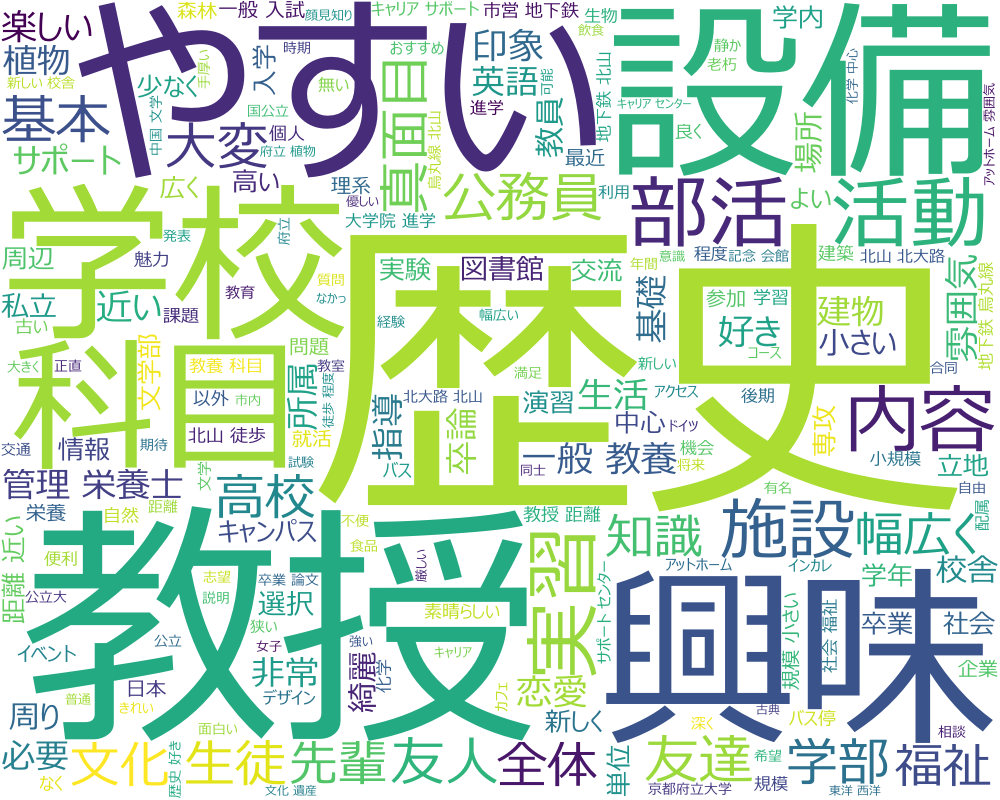 森林
一般 入試
顔見知り
キャリア サポート
市営 地下鉄
生物
飲食
学内
楽しい
やすい
設備
植物
時期
おすすめ
印象
静か
老朽
新しい 校舎
手厚い
少なく
入学
無い
英語
可能
地下鉄 北山
キャリア センター
化学 中心
中国 文学
国公立
進学
基本
大変
個人
真面目
烏丸線 北山
教員
良く
場所
アットホーム 雰囲気
サポート
府立 植物
最近
高い
広く
理系
優しい
公務員
利用
部活
よい
活動
大学院 進学
学校
発表
府立
周辺
魅力
歴史
実験
図書館
交流
意識
年間
程度
記念 会館
建築
北山 北大路
私立
近い
教育
質問
なかっ
基礎
参加 学習
建物
雰囲気
地下鉄 烏丸線
古い
課題
経験
幅広い
好き
小さい
科目
大きく
正直
文学部
教養 科目
問題
教室
所属
徒歩 程度
満足
新しい
コース
合同
交通
期待
情報
以外
市内
北山 徒歩
就活
指導
北大路 北山
卒論
演習
生活
アクセス
後期
専攻
内容
バス
同士
中心
ドイツ
機会
小規模
管理 栄養士
文学
試験
一般 教養
将来
立地
栄養
自然
距離
高校
不便
教授 距離
有名
自由
配属
距離 近い
便利
キャンパス
食品
厳しい
実習
知識
施設
幅広く
教授
志望
卒業 論文
公立大
説明
選択
素晴らしい
サポート センター
アットホーム
インカレ
学年
校舎
興味
イベント
公立
狭い
女子
強い
綺麗
化学
恋愛
規模 小さい
社会 福祉
卒業
社会
非常
キャリア
企業
周り
日本
デザイン
カフェ
新しく
バス停
普通
きれい
面白い
深く
古典
相談
必要
文化
生徒
先輩
友人
全体
単位
友達
希望
学部
福祉
なく
歴史 好き
文化 遺産
京都府立大学
規模
東洋 西洋